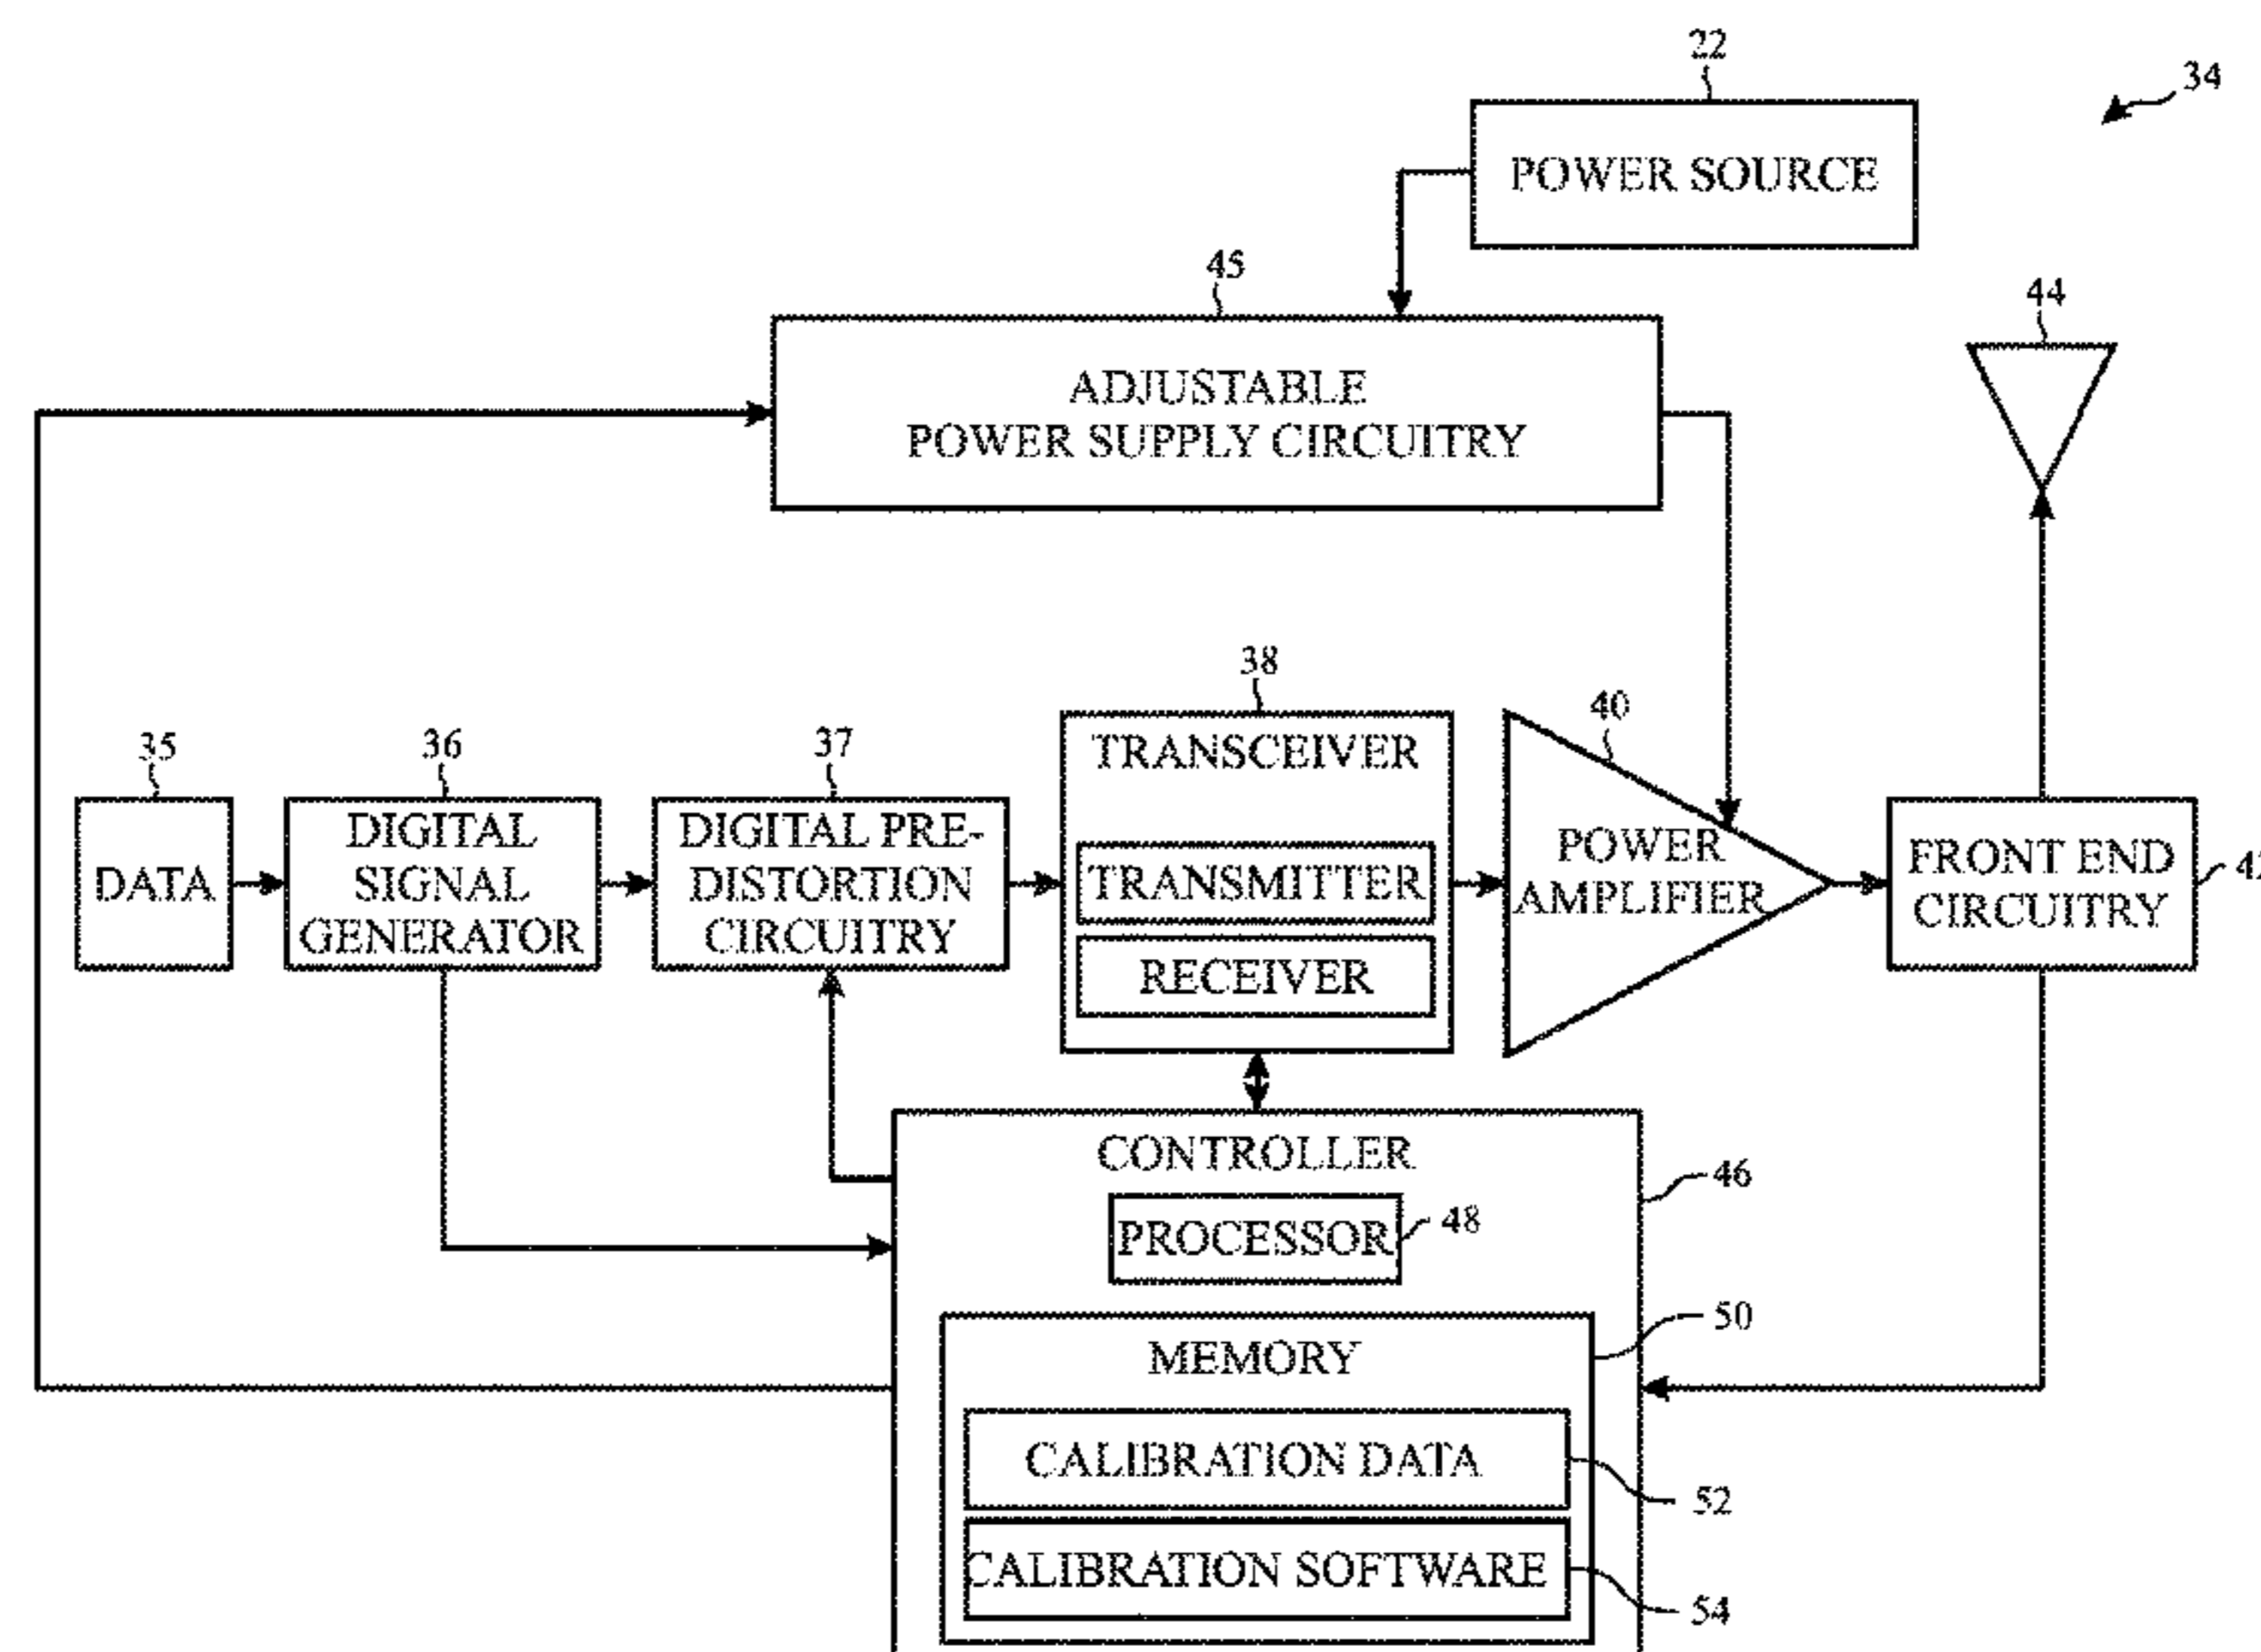 22
34
POWER SOURCE
45
44
ADJUSTABLE
POWER SUPPLY CIRCUITRY
38
40
35
36
37
TRANSCEIVER
DATA
DIGITAL
SIGNAL
GENERATOR
DIGITAL PRE-
DISTORTION
CIRCUITRY
TRANSMITTER
RECEIVER
POWER
AMPLIFIER
FRONT END
CIRCUITRY
CONTROLLER
46
PROCESSOR
48
50
MEMORY
CALIBRATION DATA
52
CALIBRATION SOFTWARE
54